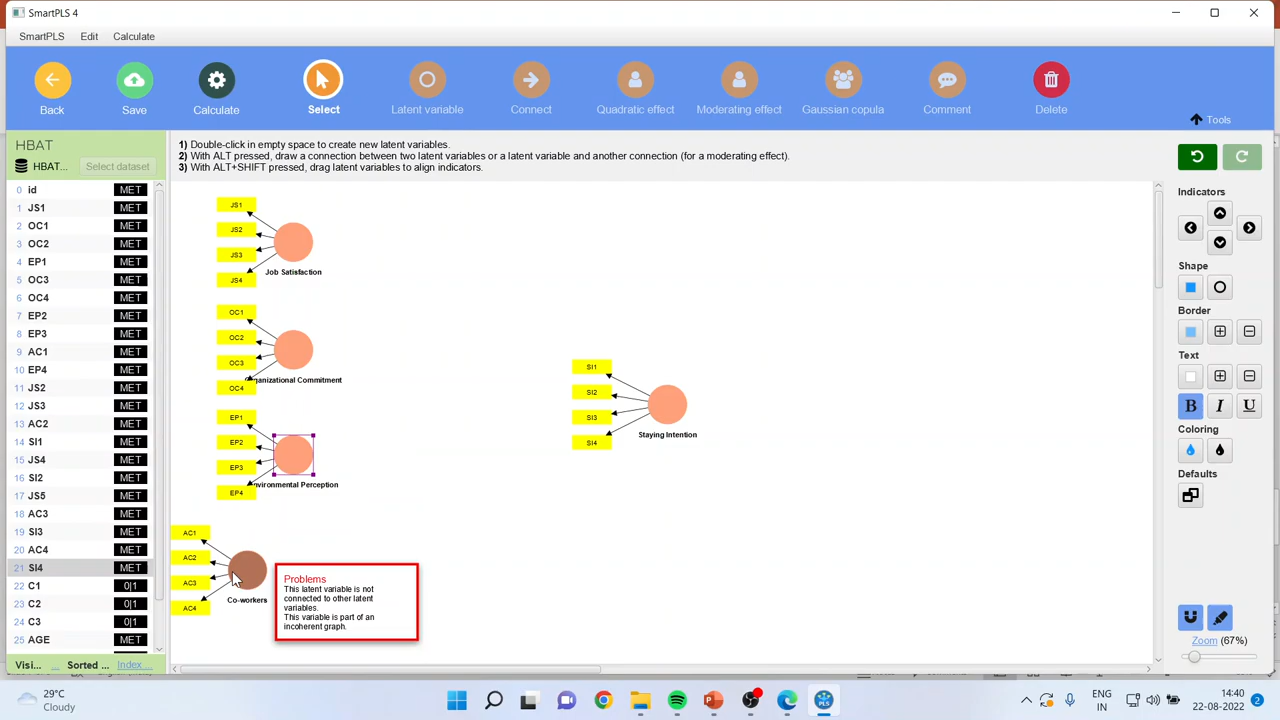 SmartPLS 4
SmartPLS Edit Calculate
Back Save Calculate Select Latent variable Connect Quadratic effect Moderating effect Gaussian copula Comment Delete
Tools
HBAT
HBAT... Select dataset
1) Double-click in empty space to create new latent variables.
2) With ALT pressed, draw a connection between two latent variables or a latent variable and another connection (for a moderating effect).
3) With ALT+SHIFT pressed, drag latent variables to align indicators.
0 id MET
1 JS1 MET
2 OC1 MET
3 OC2 MET
4 EP1 MET
5 OC3 MET
6 OC4 MET
7 EP2 MET
8 EP3 MET
9 AC1 MET
10 EP4 MET
11 JS2 MET
12 JS3 MET
13 AC2 MET
14 SI1 MET
15 JS4 MET
16 SI2 MET
17 JS5 MET
18 AC3 MET
19 SI3 MET
20 AC4 MET
21 SI4 MET
22 C1 0|1
23 C2 0|1
24 C3 0|1
25 AGE MET
Visi... ... Sorted ... Index ...
JS1
JS2
JS3
JS4
Job Satisfaction
OC1
OC2
OC3
OC4
ganizational Commitment
EP1
EP2
EP3
EP4
nvironmental Perception
AC1
AC2
AC3
AC4
Co-workers
SI1
SI2
SI3
SI4
Staying Intention
Problems
This latent variable is not
connected to other latent
variables.
This variable is part of an
incoherent graph.
Indicators
Shape
Border
Text
B I U
Coloring
Defaults
Zoom (67%)
29°C
Cloudy
PLS
ENG
IN
14:40
22-08-2022
2